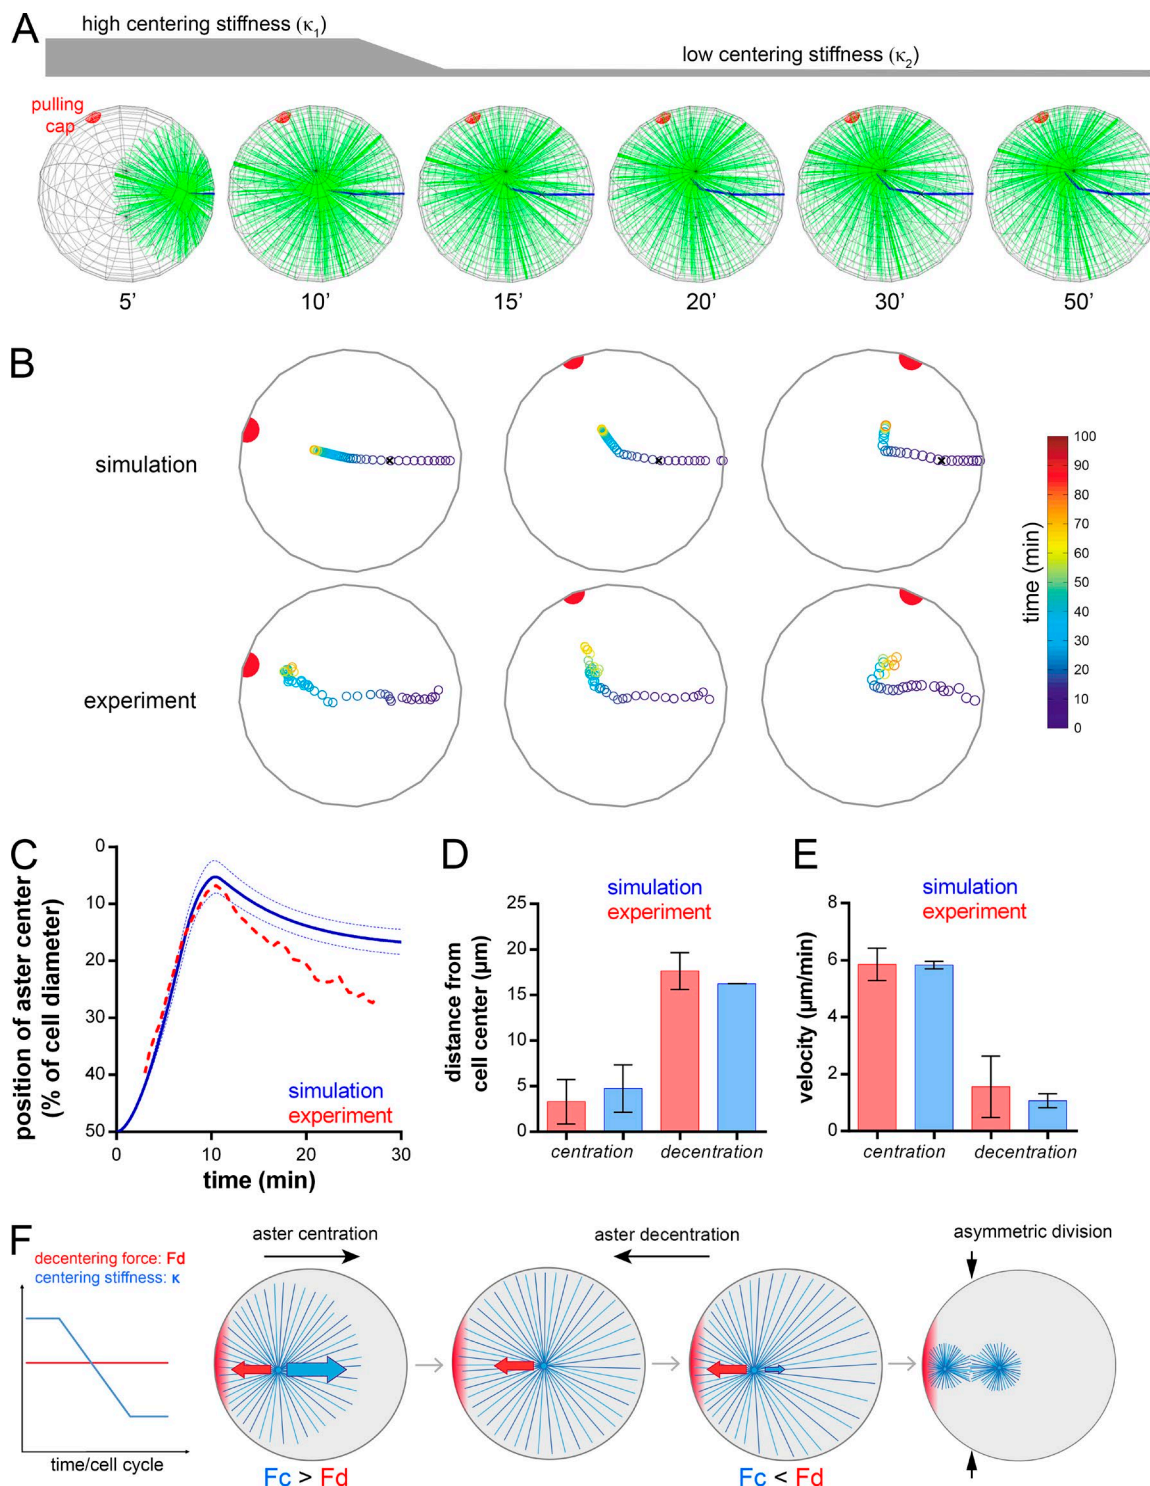 A
high centering stiffness (κ1)
low centering stiffness (κ2)
pulling
cap
5’
10’
15’
20’
30’
50’
B
simulation
experiment
time (min)
100
90
80
70
60
50
40
30
20
10
0
C
position of aster center
(% of cell diameter)
0
10
20
30
40
50
simulation
experiment
0
10
20
30
time (min)
D
simulation
experiment
distance from
cell center (µm)
25
20
15
10
5
0
centration
decentration
E
simulation
experiment
velocity (µm/min)
8
6
4
2
0
centration
decentration
F
decentering force: Fd
centering stiffness: κ
time/cell cycle
aster centration
aster decentration
asymmetric division
Fc > Fd
Fc < Fd